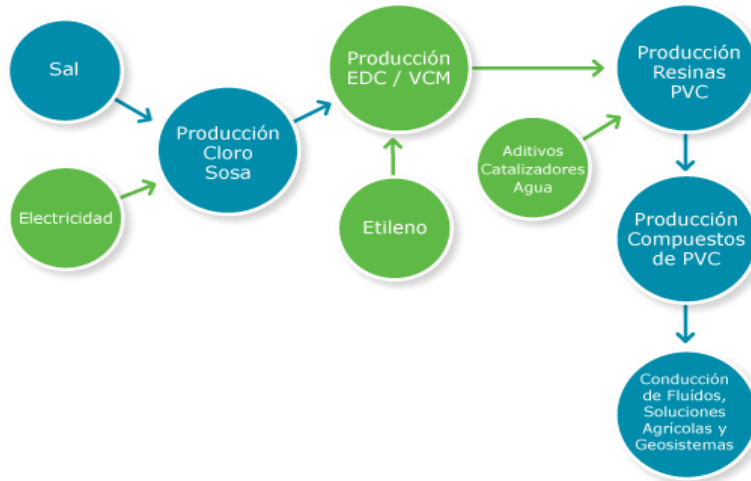 Sal
Electricidad
Producción
Cloro
Sosa
Producción
EDC / VCM
Etileno
Aditivos
Catalizadores
Agua
Producción
Resinas
PVC
Producción
Compuestos
de PVC
Conducción
de Fluídos,
Soluciones
Agrícolas y
Geosistemas